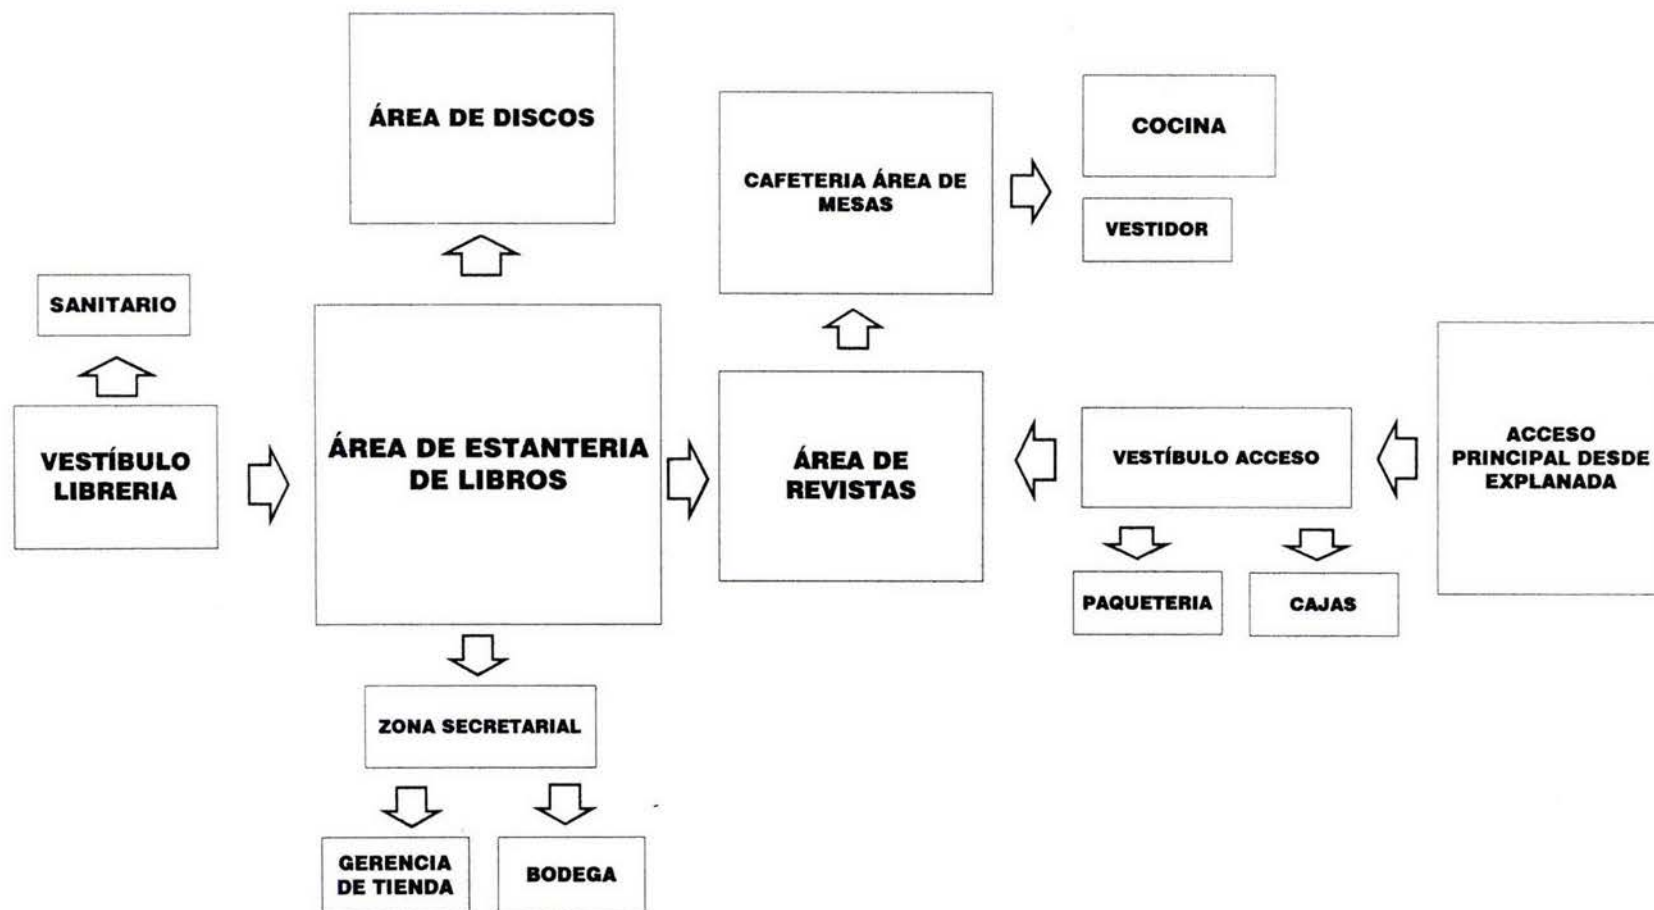 ÁREA DE DISCOS
COCINA
CAFETERIA ÁREA DE
MESAS
VESTIDOR
SANITARIO
VESTÍBULO
LIBRERIA
ÁREA DE ESTANTERIA
DE LIBROS
ÁREA DE
REVISTAS
VESTÍBULO ACCESO
ACCESO
PRINCIPAL DESDE
EXPLANADA
PAQUETERIA
CAJAS
ZONA SECRETARIAL
GERENCIA
DE TIENDA
BODEGA